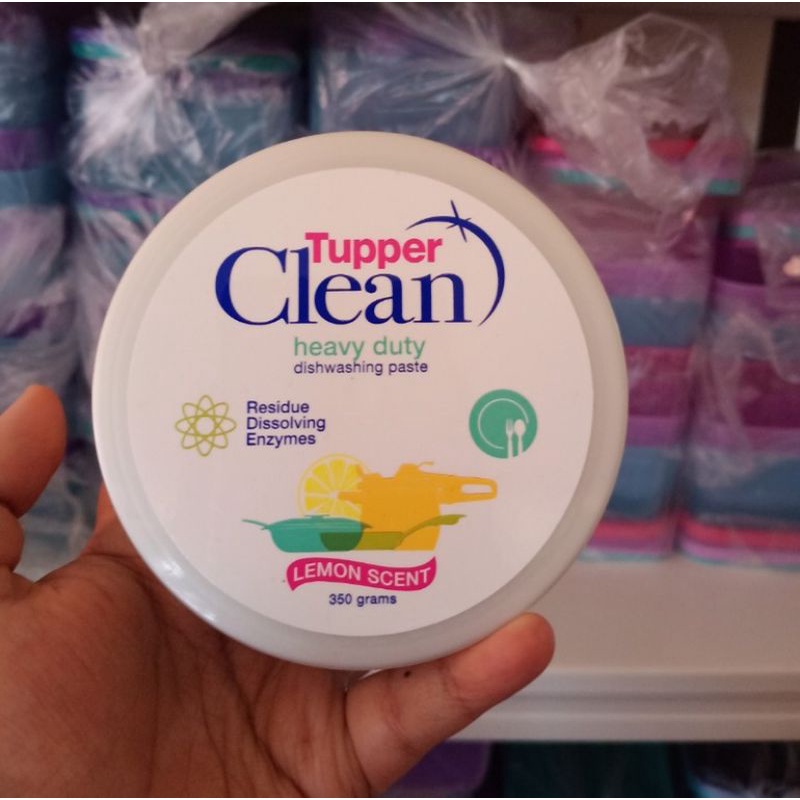 Tupper
Clean
heavy duty
dishwashing paste
Residue
Dissolving
Enzymes
LEMON SCENT
350 grams